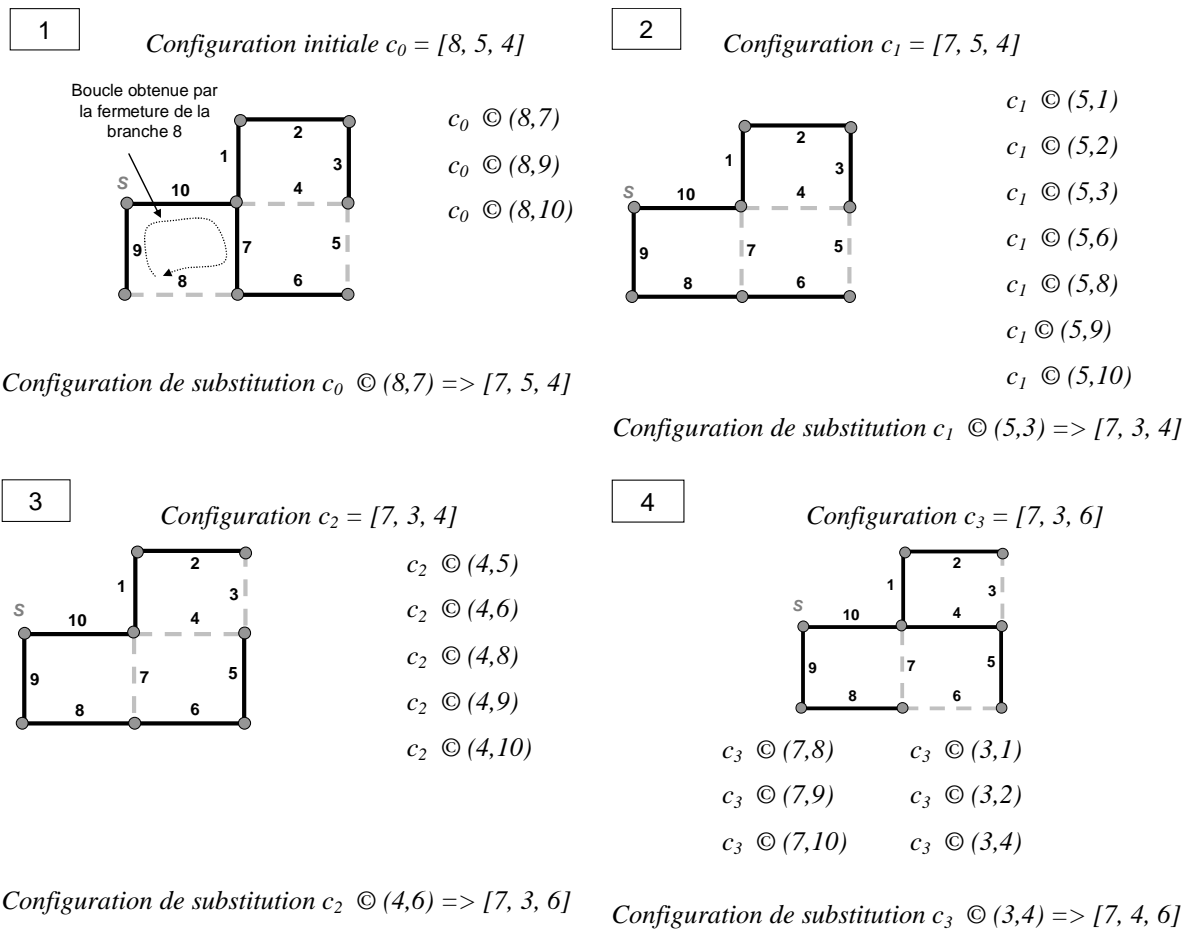 1
Configuration initiale c0 = [8, 5, 4]
Boucle obtenue par
la fermeture de la
branche 8
2
1
3
S
10
4
9
7
5
8
6
c0 © (8,7)
c0 © (8,9)
c0 © (8,10)
Configuration de substitution c0 © (8,7) => [7, 5, 4]
2
Configuration c1 = [7, 5, 4]
2
1
3
S
10
4
9
7
5
8
6
c1 © (5,1)
c1 © (5,2)
c1 © (5,3)
c1 © (5,6)
c1 © (5,8)
c1 © (5,9)
c1 © (5,10)
Configuration de substitution c1 © (5,3) => [7, 3, 4]
3
Configuration c2 = [7, 3, 4]
2
1
3
S
10
4
9
7
5
8
6
c2 © (4,5)
c2 © (4,6)
c2 © (4,8)
c2 © (4,9)
c2 © (4,10)
Configuration de substitution c2 © (4,6) => [7, 3, 6]
4
Configuration c3 = [7, 3, 6]
2
1
3
S
10
4
9
7
5
8
6
c3 © (7,8) c3 © (3,1)
c3 © (7,9) c3 © (3,2)
c3 © (7,10) c3 © (3,4)
Configuration de substitution c3 © (3,4) => [7, 4, 6]